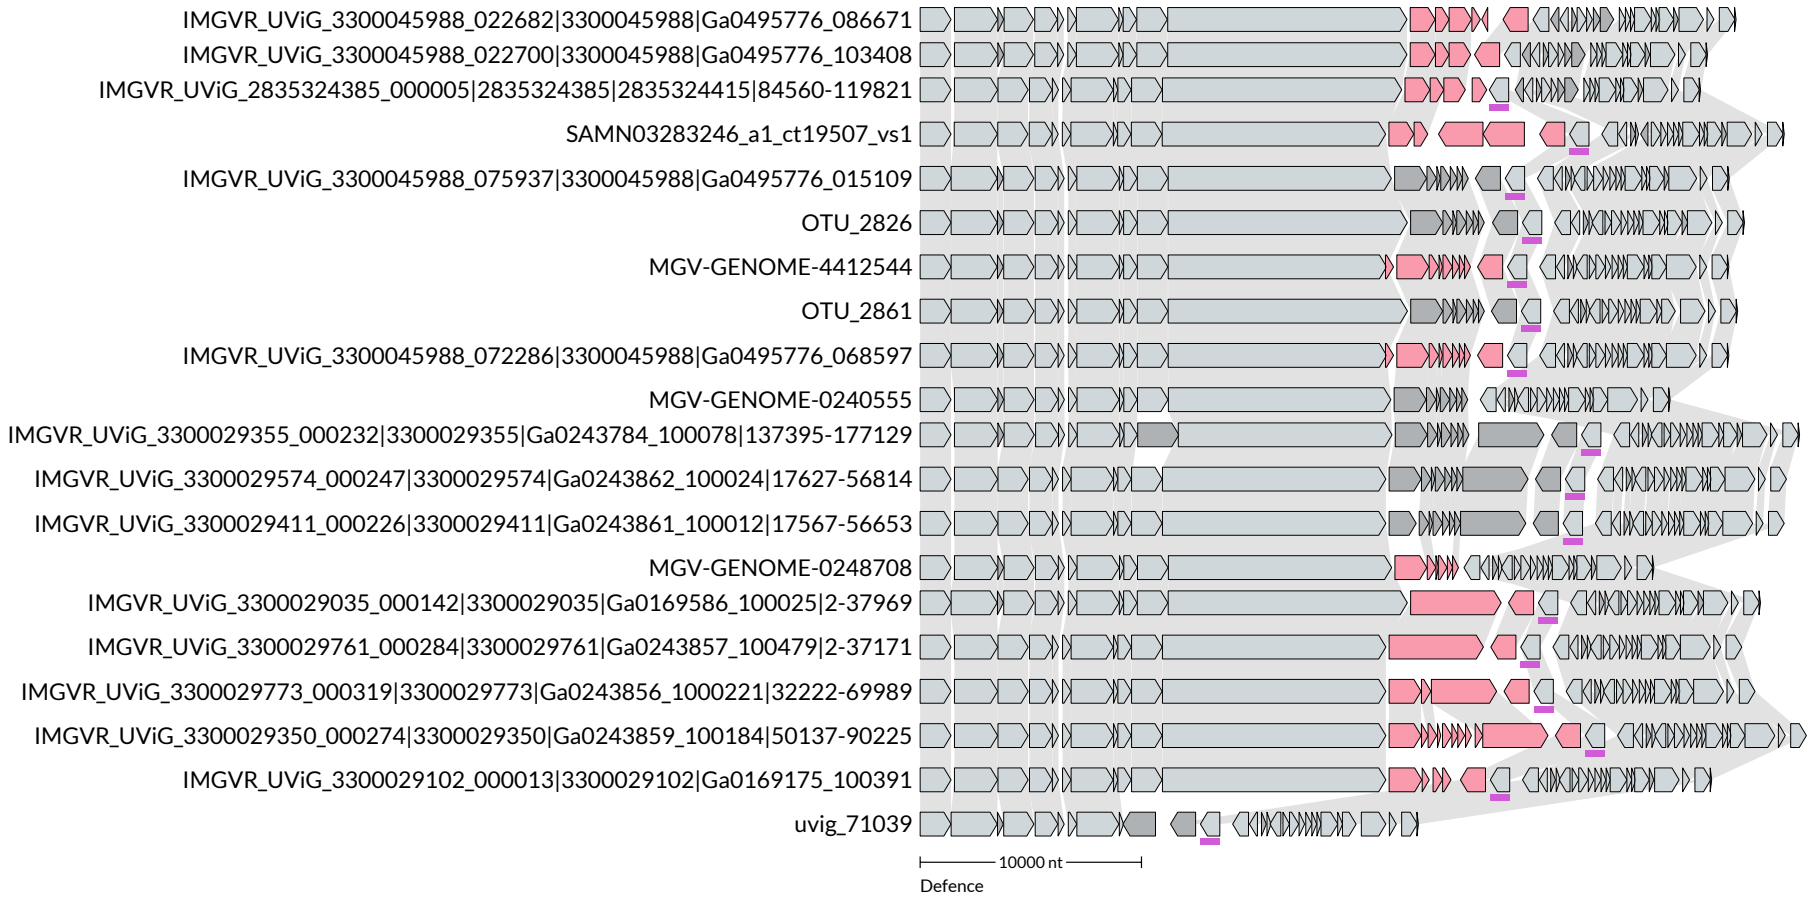 IMGVR_UViG_3300045988_022682|3300045988|Ga0495776_086671
IMGVR_UViG_3300045988_022700|3300045988|Ga0495776_103408
IMGVR_UViG_2835324385_000005|2835324385|2835324415|84560-119821
SAMN03283246_a1_ct19507_vs1
IMGVR_UViG_3300045988_075937|3300045988|Ga0495776_015109
OTU_2826
MGV-GENOME-4412544
OTU_2861
IMGVR_UViG_3300045988_072286|3300045988|Ga0495776_068597
MGV-GENOME-0240555
IMGVR_UViG_3300029355_000232|3300029355|Ga0243784_100078|137395-177129
IMGVR_UViG_3300029574_000247|3300029574|Ga0243862_100024|17627-56814
IMGVR_UViG_3300029411_000226|3300029411|Ga0243861_100012|17567-56653
MGV-GENOME-0248708
IMGVR_UViG_3300029035_000142|3300029035|Ga0169586_100025|2-37969
IMGVR_UViG_3300029761_000284|3300029761|Ga0243857_100479|2-37171
IMGVR_UViG_3300029773_000319|3300029773|Ga0243856_1000221|32222-69989
IMGVR_UViG_3300029350_000274|3300029350|Ga0243859_100184|50137-90225
IMGVR_UViG_3300029102_000013|3300029102|Ga0169175_100391
uvig_71039
10000 nt
Defence